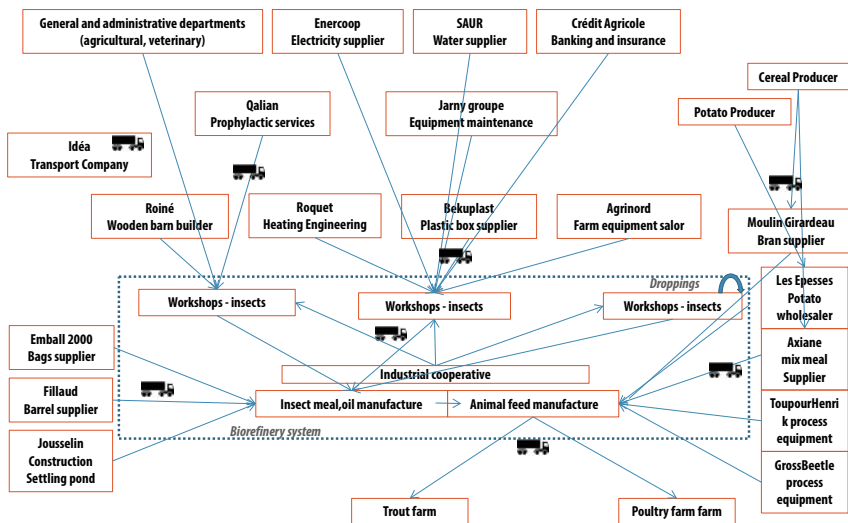 General and administrative departments
(agricultural, veterinary)
Enercoop
Electricity supplier
SAUR
Water supplier
Crédit Agricole
Banking and insurance
Cereal Producer
Qalian
Prophylactic services
Jarny groupe
Equipment maintenance
Potato Producer
Idéa
Transport Company
Roiné
Wooden barn builder
Roquet
Heating Engineering
Bekuplast
Plastic box supplier
Agrinord
Farm equipment salor
Moulin Girardeau
Bran supplier
Droppings
Workshops - insects
Workshops - insects
Workshops - insects
Les Epesses
Potato
wholesaler
Emball 2000
Bags supplier
Axiane
mix meal
Supplier
Industrial cooperative
Fillaud
Barrel supplier
Insect meal,oil manufacture
Animal feed manufacture
ToupourHenri
k process
equipment
Biorefinery system
Jousselin
Construction
Settling pond
GrossBeetle
process
equipment
Trout farm
Poultry farm farm